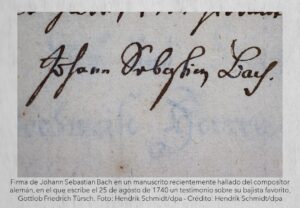 Johann Sebastian Bach.
Firma de Johann Sebastian Bach en un manuscrito recientemente hallado del compositor
alemán, en el que escribe el 25 de agosto de 1740 un testimonio sobre su bajista favorito,
Gottlob Friedrich Türsch. Foto: Hendrik Schmidt/dpa - Crédito: Hendrik Schmidt/dpa